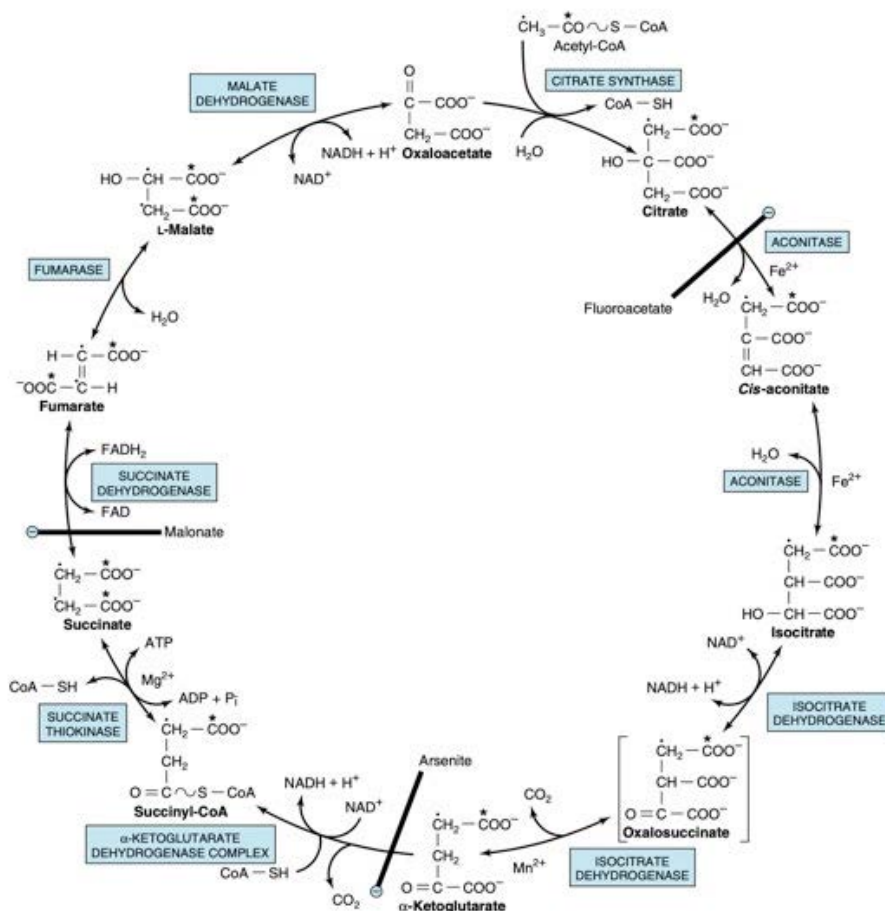 *CH3 — *CO ~ S — CoA
Acetyl-CoA
MALATE
DEHYDROGENASE
CITRATE SYNTHASE
O
C — COO−
CH2 — COO−
Oxaloacetate
CoA — SH
H2O
NADH + H+
NAD+
CH2 — *COO−
HO — C — COO−
CH2 — COO−
Citrate
HO — CH — *COO−
CH2 — *COO−
L-Malate
ACONITASE
Fe2+
H2O
Fluoroacetate
FUMARASE
H2O
CH2 — *COO−
C — COO−
CH — COO−
Cis-aconitate
H — C — *COO−
−OO*C — C — H
Fumarate
FADH2
SUCCINATE
DEHYDROGENASE
FAD
Malonate
H2O
ACONITASE
Fe2+
CH2 — *COO−
CH — COO−
HO — CH — COO−
Isocitrate
CH2 — *COO−
CH2 — *COO−
Succinate
ATP
Mg2+
CoA — SH
ADP + Pi
SUCCINATE
THIOKINASE
NAD+
NADH + H+
ISOCITRATE
DEHYDROGENASE
CH2 — *COO−
CH2
O = C ~ S — CoA
Succinyl-CoA
CH2 — *COO−
CH — COO−
O = C — COO−
Oxalosuccinate
Arsenite
NADH + H+
NAD+
α-KETOGLUTARATE
DEHYDROGENASE COMPLEX
CoA — SH
CO2
CO2
Mn2+
ISOCITRATE
DEHYDROGENASE
CH2 — *COO−
CH2
O = C — COO−
α-Ketoglutarate